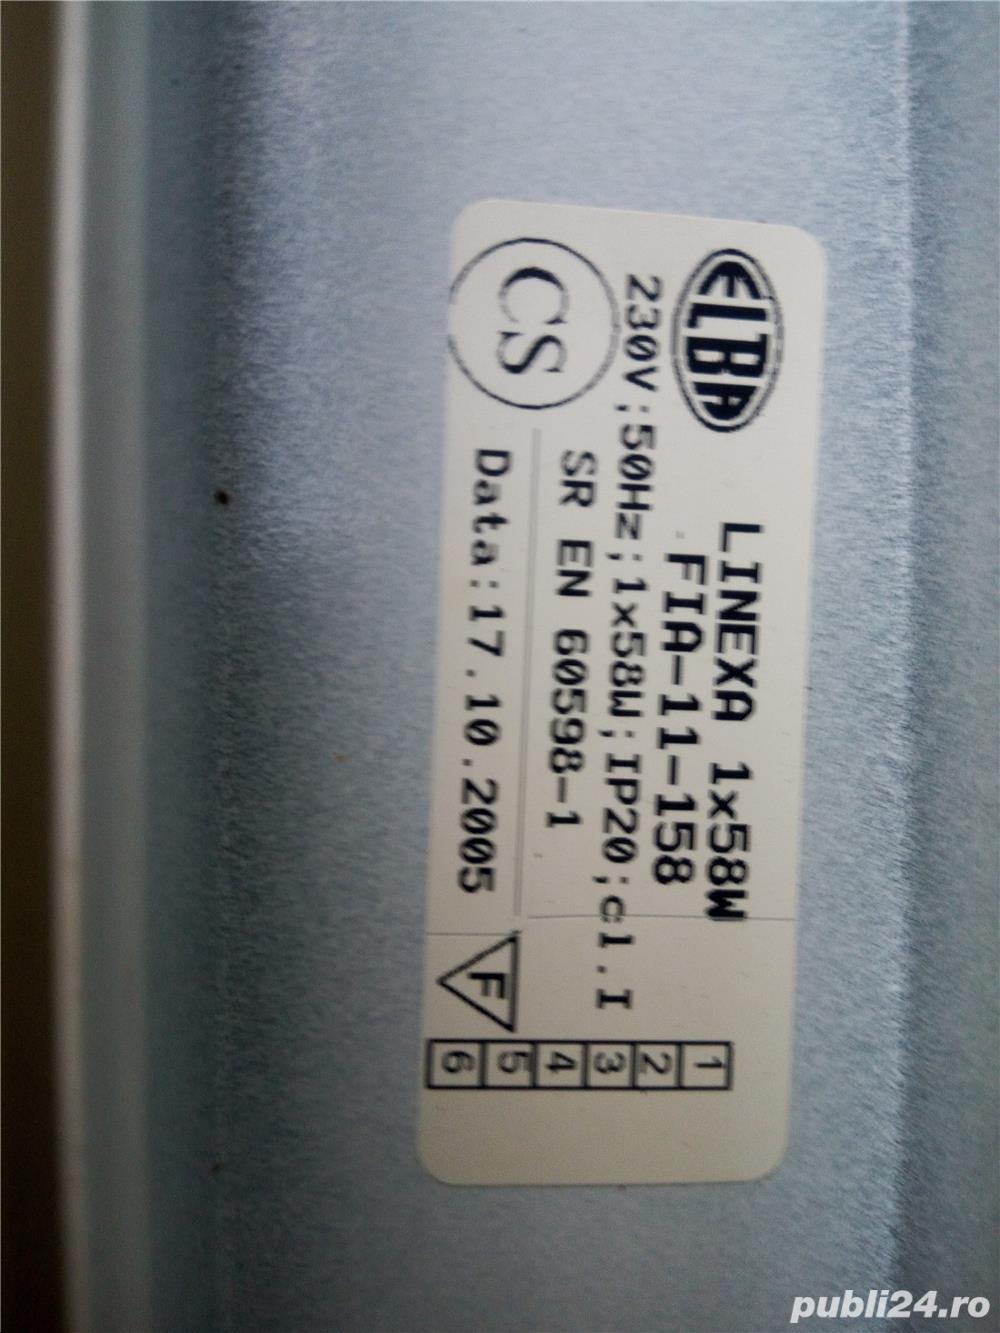 ELBA
LINEXA 1x58W
FIA-11-158
230V;50Hz;1x58W;IP20;cl.I
CS
SR EN 60598-1
Data:17.10.2005
F
1
2
3
4
5
6
publi24.ro